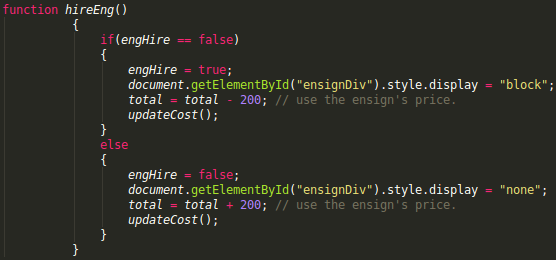 function hireEng()
{
if(engHire == false)
{
engHire = true;
document.getElementById("ensignDiv").style.display = "block";
total = total - 200; // use the ensign's price.
updateCost();
}
else
{
engHire = false;
document.getElementById("ensignDiv").style.display = "none";
total = total + 200; // use the ensign's price.
updateCost();
}
}